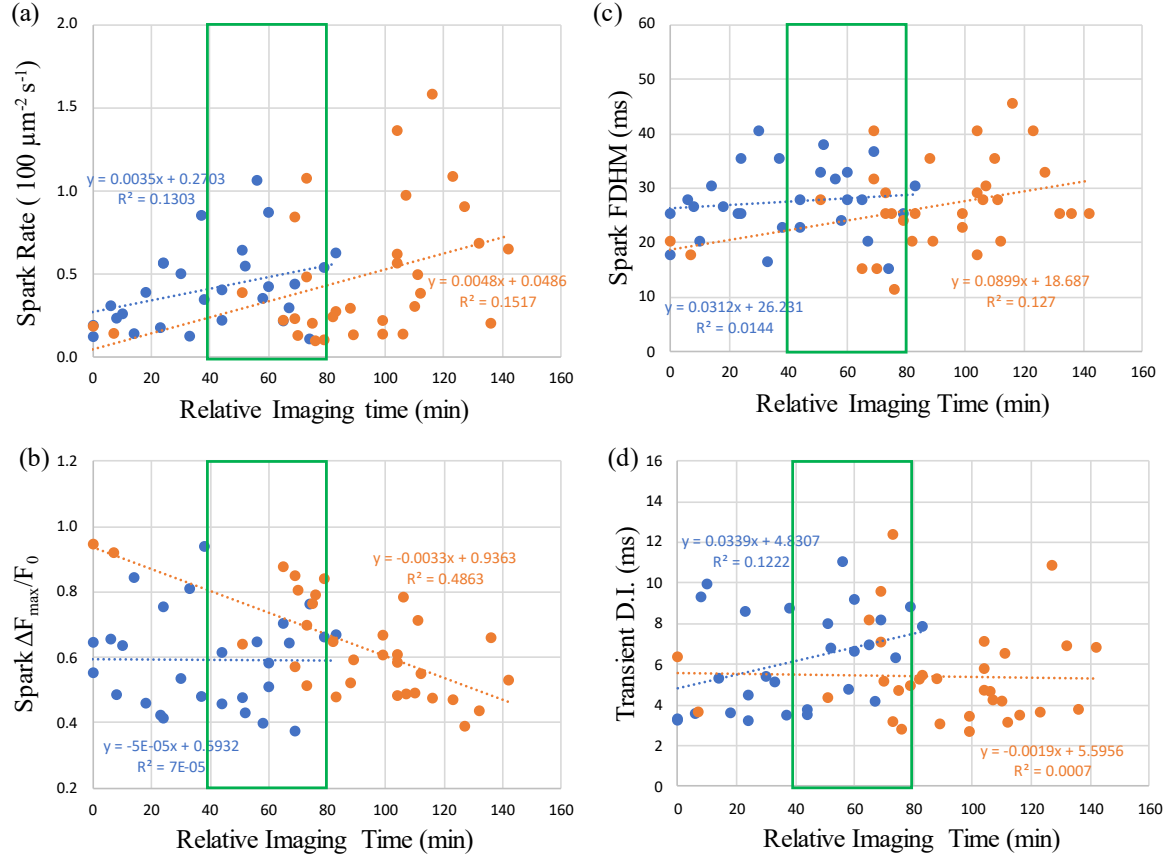 (a)
Spark Rate ( 100 µm⁻² s⁻¹)
2.0
1.5
1.0
0.5
0.0
y = 0.0035x + 0.2703
R² = 0.1303
y = 0.0048x + 0.0486
R² = 0.1517
0 20 40 60 80 100 120 140 160
Relative Imaging time (min)
(b)
Spark ΔFmax/F₀
1.2
1.0
0.8
0.6
0.4
0.2
y = -0.0033x + 0.9363
R² = 0.4863
y = -5E-05x + 0.5932
R² = 7E-05
0 20 40 60 80 100 120 140 160
Relative Imaging Time (min)
(c)
Spark FDHM (ms)
60
50
40
30
20
10
0
y = 0.0312x + 26.231
R² = 0.0144
y = 0.0899x + 18.687
R² = 0.127
0 20 40 60 80 100 120 140 160
Relative Imaging Time (min)
(d)
Transient D.I. (ms)
16
14
12
10
8
6
4
2
0
y = 0.0339x + 4.8307
R² = 0.1222
y = -0.0019x + 5.5956
R² = 0.0007
0 20 40 60 80 100 120 140 160
Relative Imaging Time (min)